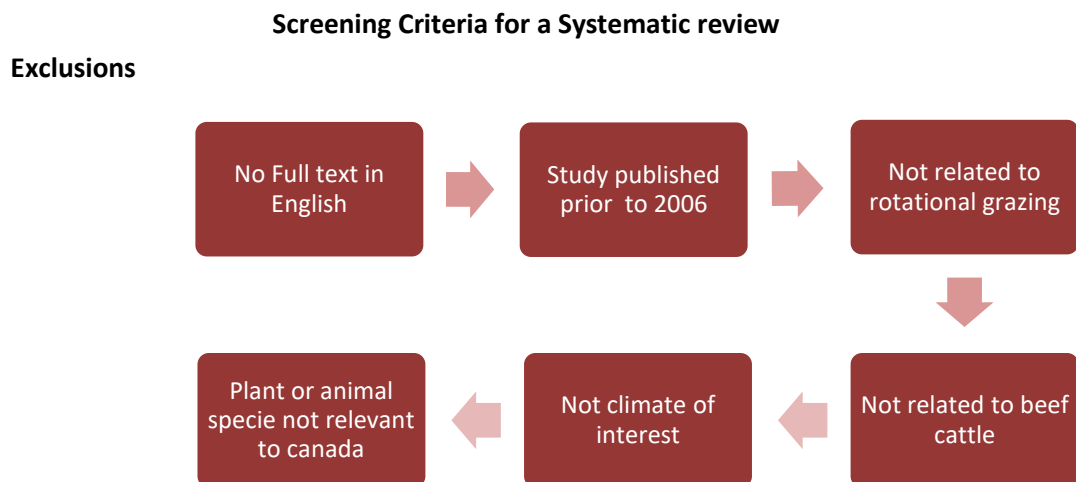 Screening Criteria for a Systematic review
Exclusions
No Full text in
English
Study published
prior to 2006
Not related to
rotational grazing
Not related to beef
cattle
Not climate of
interest
Plant or animal
specie not relevant
to canada